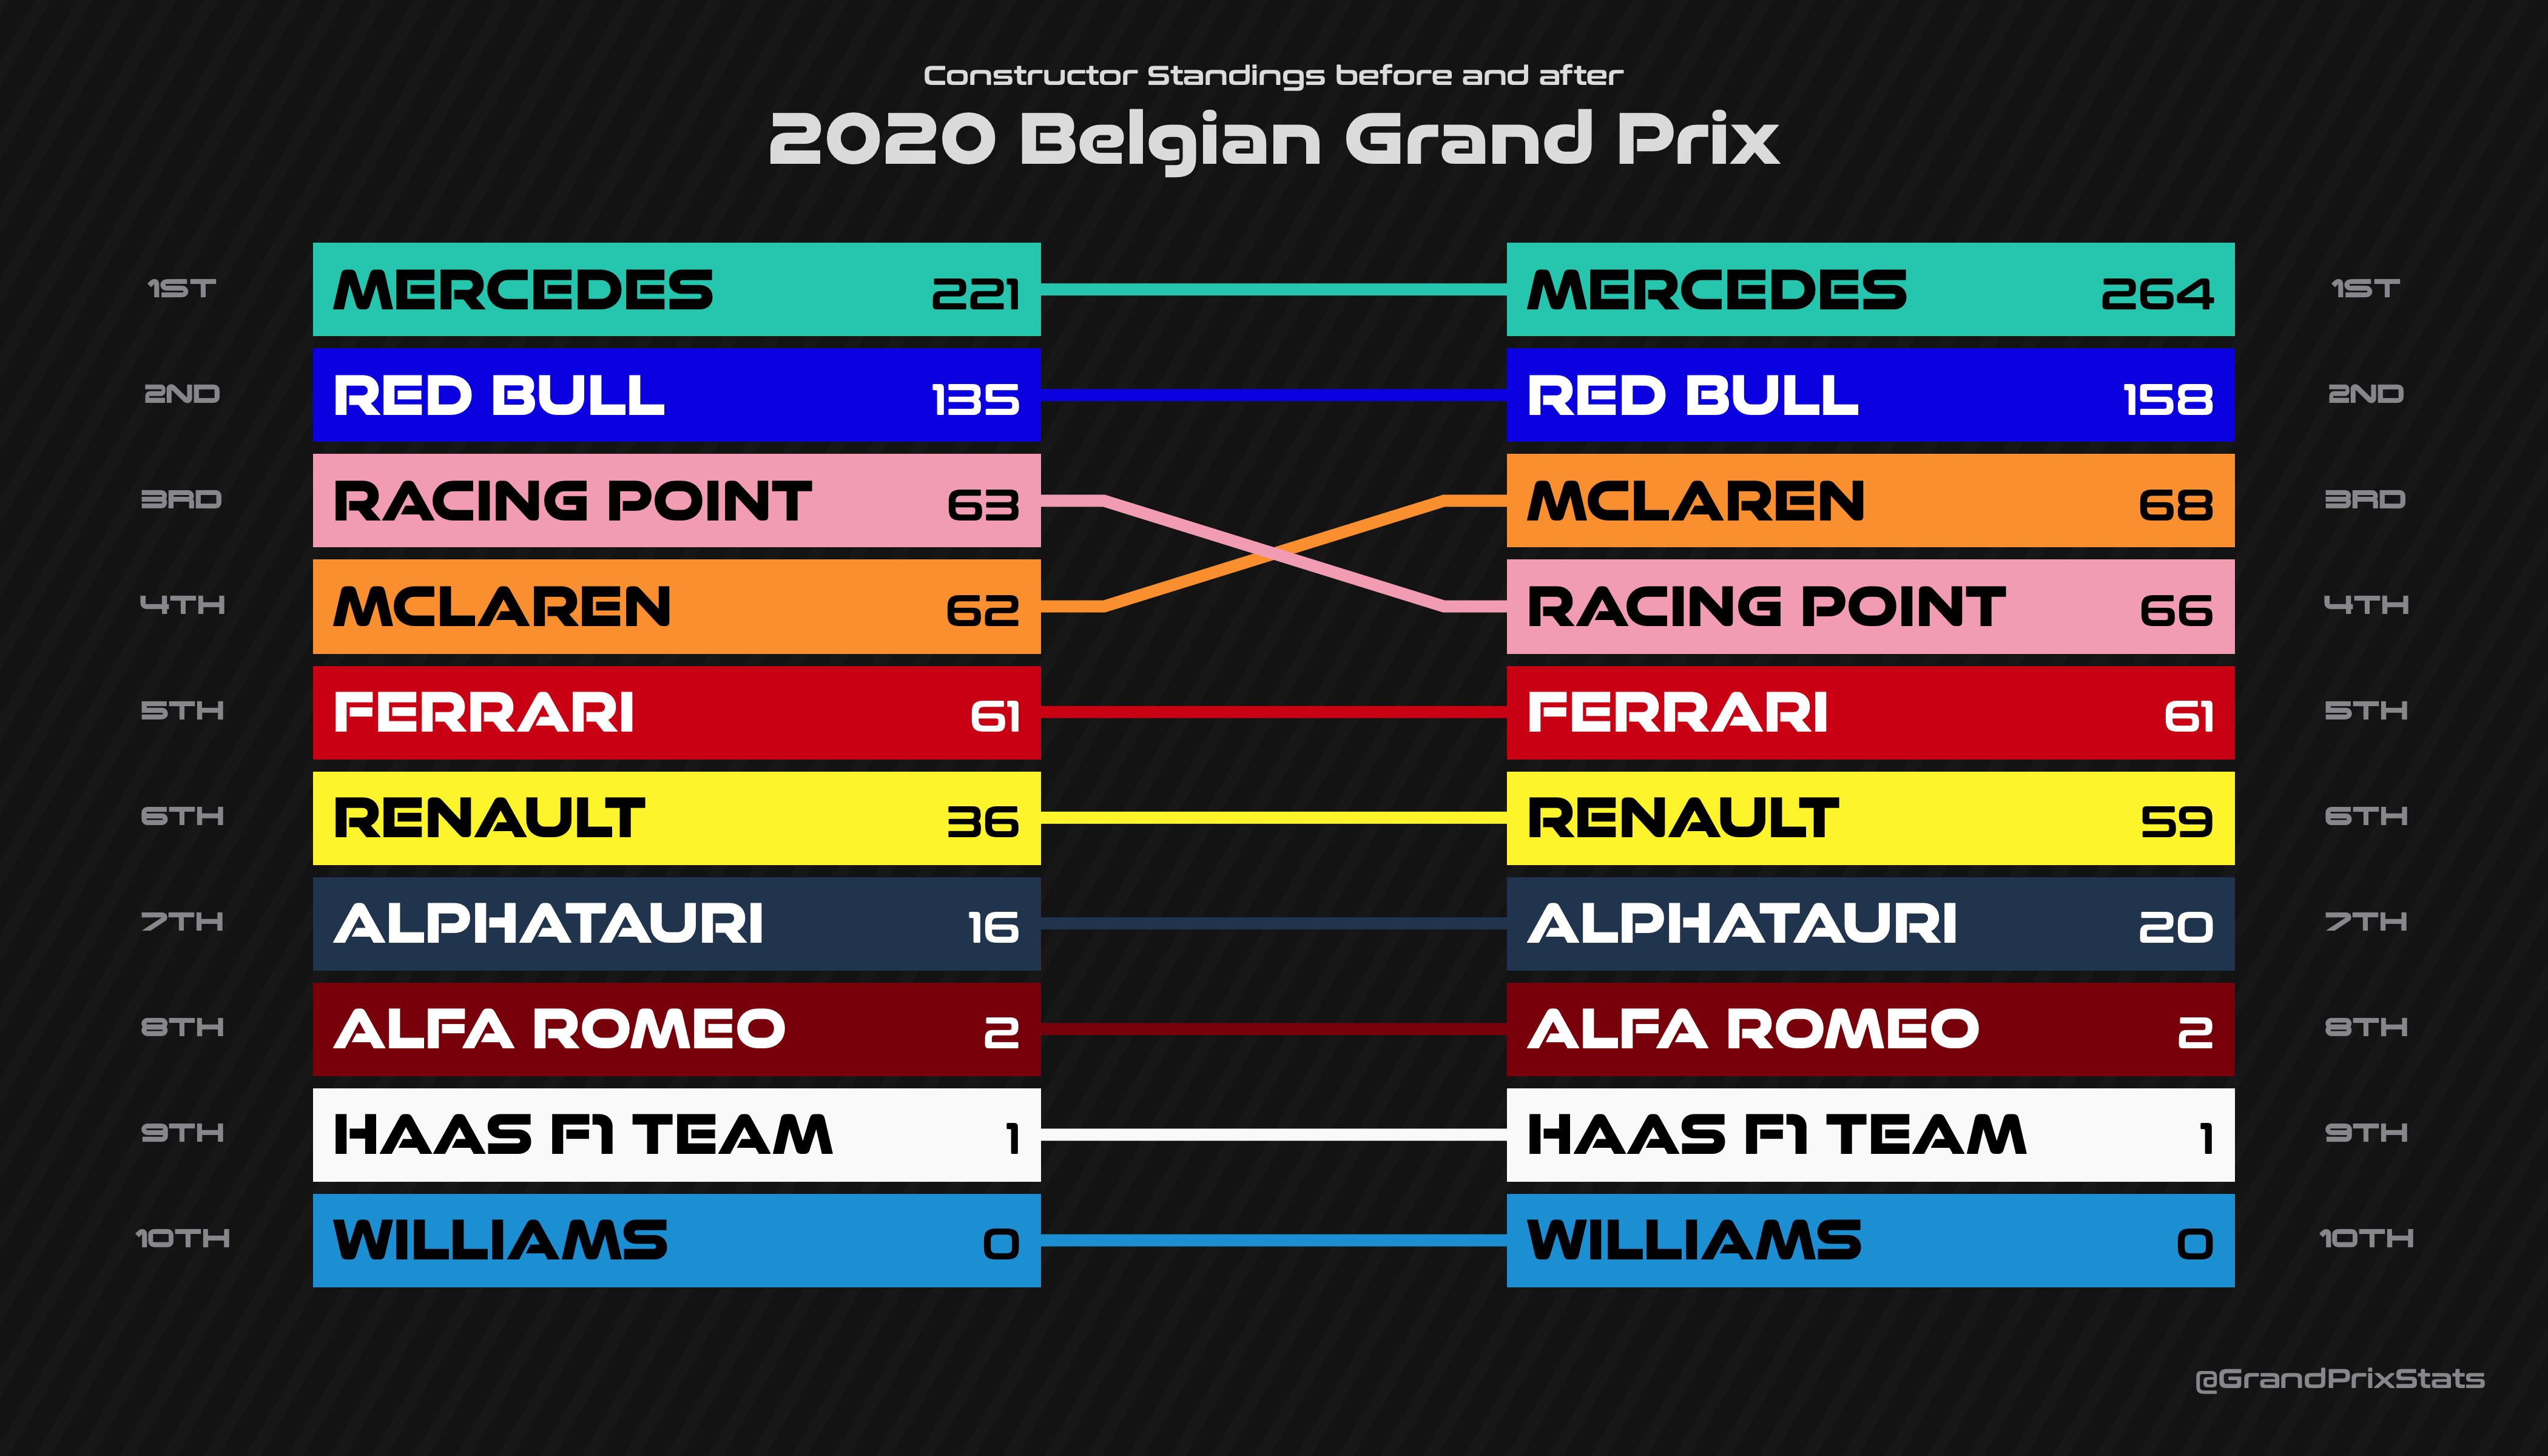 Constructor Standings before and after
2020 Belgian Grand Prix
1ST MERCEDES 221 MERCEDES 264 1ST
2ND RED BULL 135 RED BULL 158 2ND
3RD RACING POINT 63 MCLAREN 68 3RD
4TH MCLAREN 62 RACING POINT 66 4TH
5TH FERRARI 61 FERRARI 61 5TH
6TH RENAULT 36 RENAULT 59 6TH
7TH ALPHATAURI 16 ALPHATAURI 20 7TH
8TH ALFA ROMEO 2 ALFA ROMEO 2 8TH
9TH HAAS F1 TEAM 1 HAAS F1 TEAM 1 9TH
10TH WILLIAMS 0 WILLIAMS 0 10TH
@GrandPrixStats